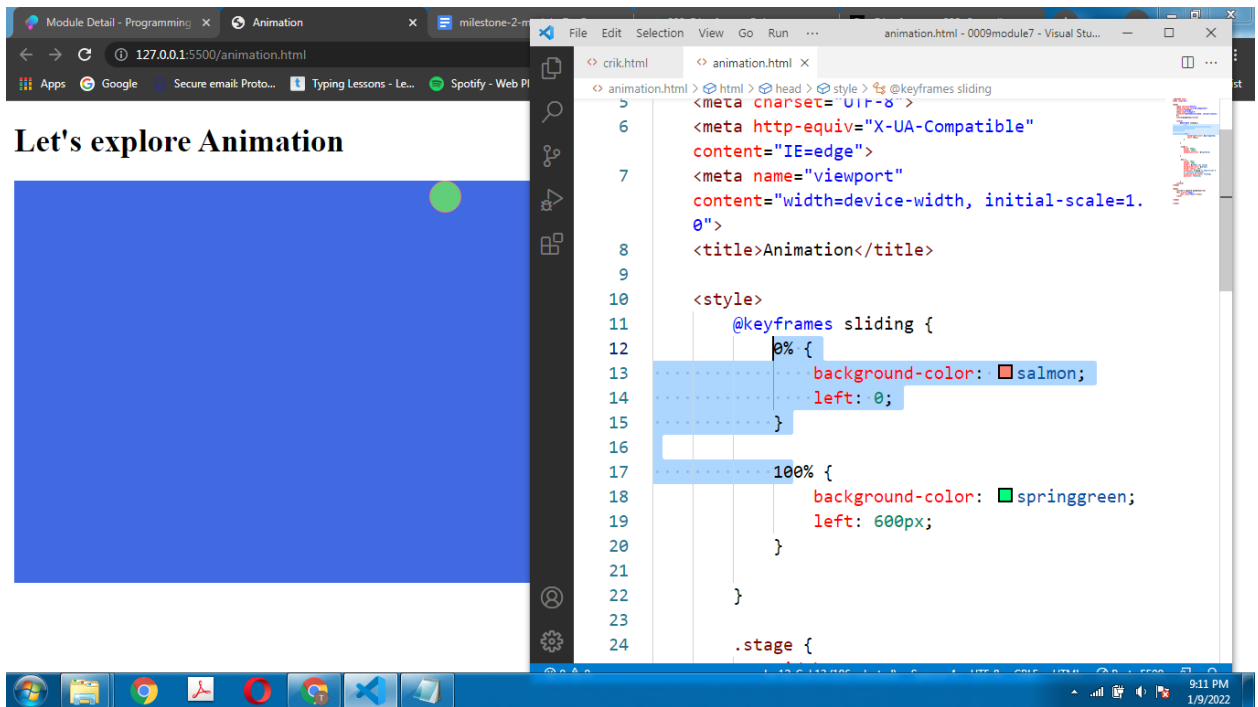 Module Detail - Programming
Animation
milestone-2-m
127.0.0.1:5500/animation.html
Apps
Google
Secure email: Proto...
Typing Lessons - Le...
Spotify - Web Pl
ist
Let's explore Animation
File Edit Selection View Go Run ···
animation.html - 0009module7 - Visual Stu...
crik.html
animation.html
animation.html > html > head > style > @keyframes sliding
5 <meta charset="UTF-8">
6 <meta http-equiv="X-UA-Compatible"
content="IE=edge">
7 <meta name="viewport"
content="width=device-width, initial-scale=1.
0">
8 <title>Animation</title>
9
10 <style>
11 @keyframes sliding {
12 0% {
13 background-color: salmon;
14 left: 0;
15 }
16
17 100% {
18 background-color: springgreen;
19 left: 600px;
20 }
21
22 }
23
24 .stage {
9:11 PM
1/9/2022